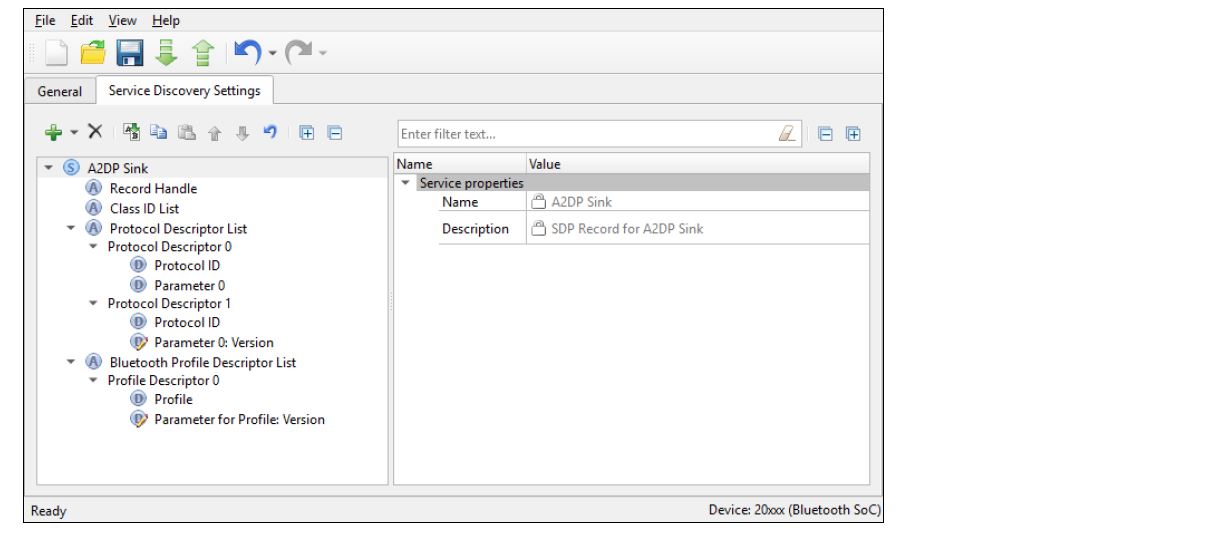 File Edit View Help
General Service Discovery Settings
Enter filter text...
A2DP Sink
Record Handle
Class ID List
Protocol Descriptor List
Protocol Descriptor 0
Protocol ID
Parameter 0
Protocol Descriptor 1
Protocol ID
Parameter 0: Version
Bluetooth Profile Descriptor List
Profile Descriptor 0
Profile
Parameter for Profile: Version
Name Value
Service properties
Name A2DP Sink
Description SDP Record for A2DP Sink
Ready Device: 20xxx (Bluetooth SoC)